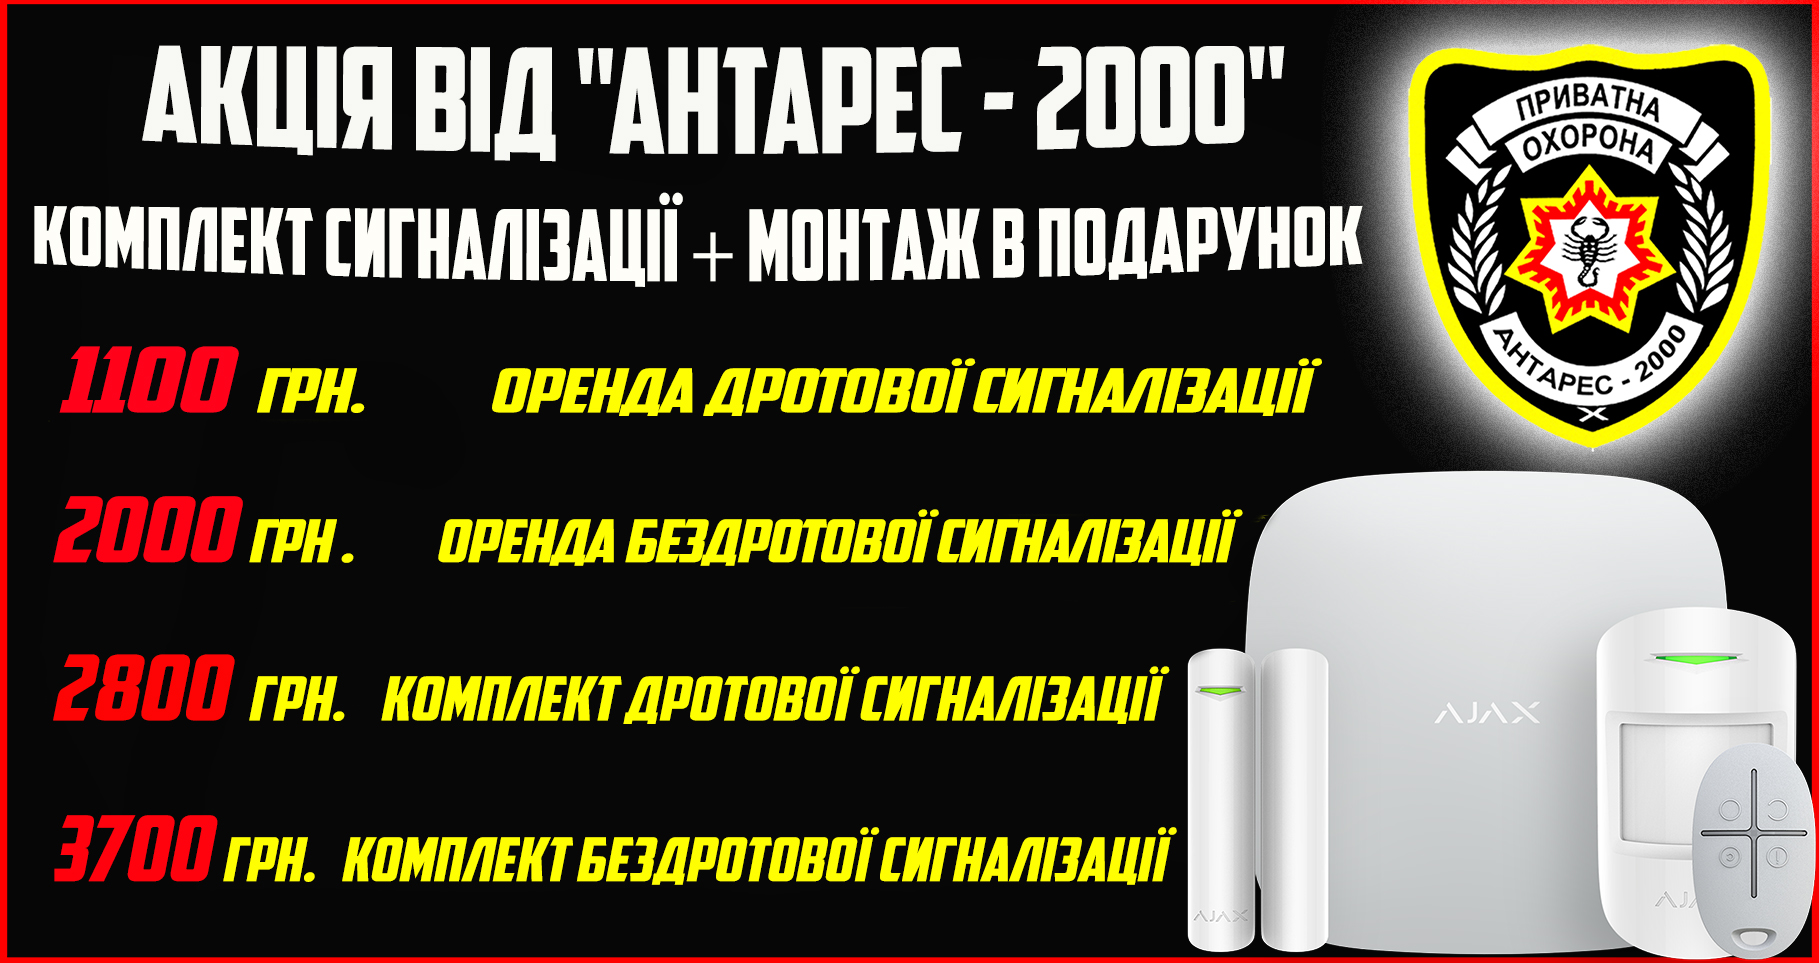 АКЦІЯ ВІД "АНТАРЕС - 2000"
КОМПЛЕКТ СИГНАЛІЗАЦІЇ + МОНТАЖ В ПОДАРУНОК
ПРИВАТНА
ОХОРОНА
АНТАРЕС - 2000
1100 ГРН. ОРЕНДА ДРОТОВОЇ СИГНАЛІЗАЦІЇ
2000 ГРН . ОРЕНДА БЕЗДРОТОВОЇ СИГНАЛІЗАЦІЇ
2800 ГРН. КОМПЛЕКТ ДРОТОВОЇ СИГНАЛІЗАЦІЇ
3700 ГРН. КОМПЛЕКТ БЕЗДРОТОВОЇ СИГНАЛІЗАЦІЇ
AJAX
AJAX
AJ